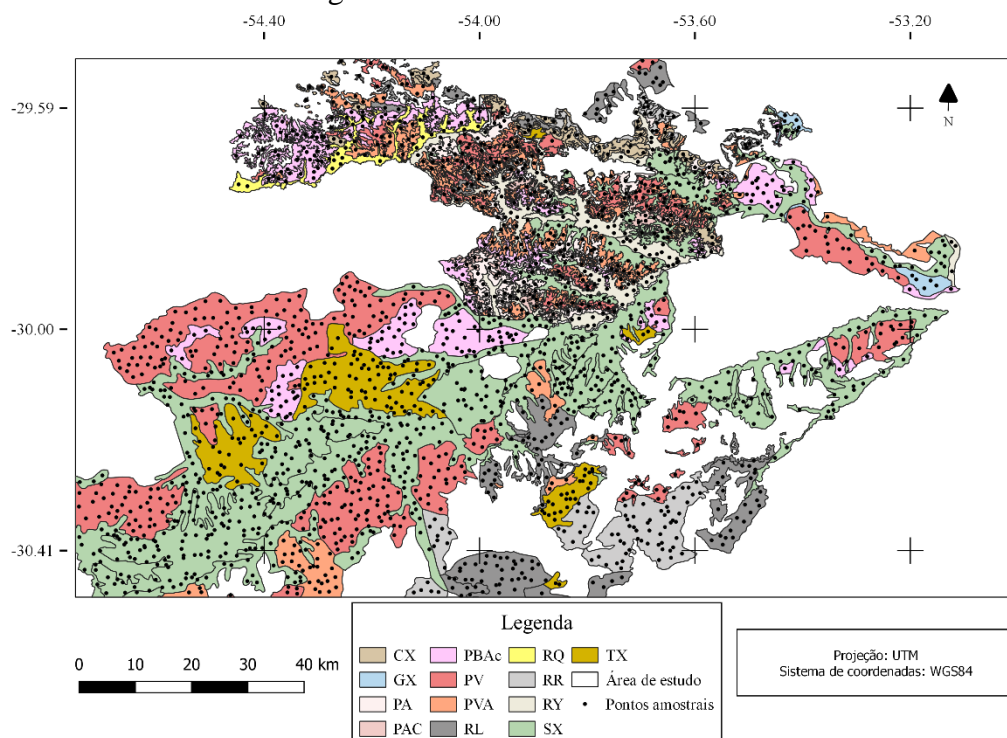 -54.40 -54.00 -53.60 -53.20
-29.59
N
-30.00
-30.41
Legenda
CX PBAc RQ TX
GX PV RR Área de estudo
PA PVA RY Pontos amostrais
PAC RL SX
0 10 20 30 40 km
Projeção: UTM
Sistema de coordenadas: WGS84